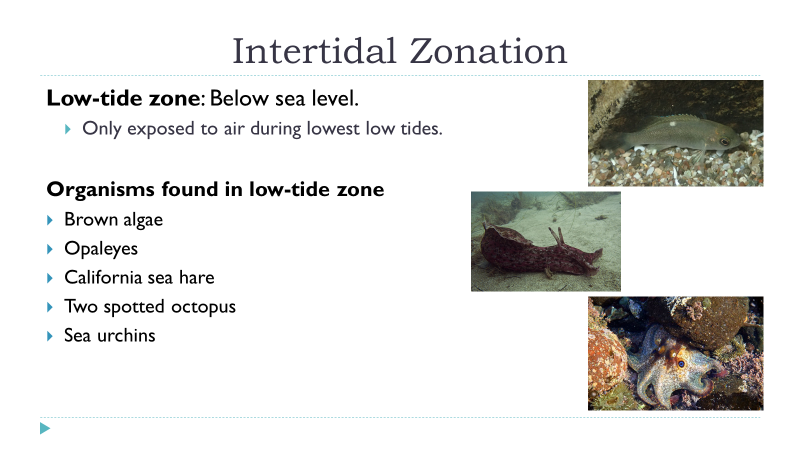 Intertidal Zonation
Low-tide zone: Below sea level.
Only exposed to air during lowest low tides.
Organisms found in low-tide zone
Brown algae
Opaleyes
California sea hare
Two spotted octopus
Sea urchins